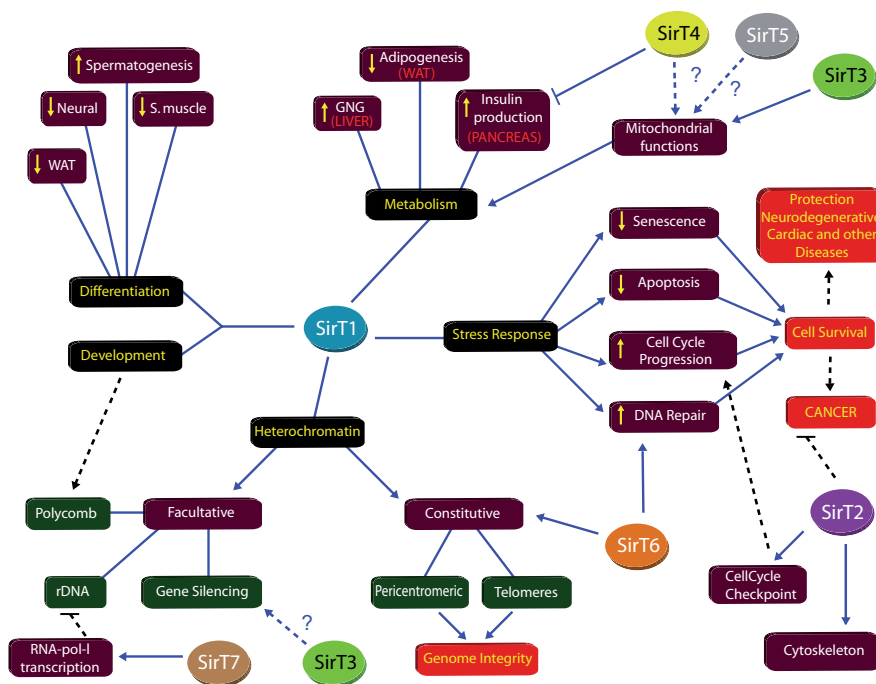 SirT4
SirT5
SirT3
Spermatogenesis
Neural
S. muscle
WAT
Adipogenesis
(WAT)
GNG
(LIVER)
Insulin
production
(PANCREAS)
?
?
Mitochondrial
functions
Metabolism
Protection
Neurodegenerative
Cardiac and other
Diseases
Differentiation
Development
SirT1
Stress Response
Senescence
Apoptosis
Cell Cycle
Progression
DNA Repair
Cell Survival
CANCER
Heterochromatin
Polycomb
Facultative
Constitutive
SirT6
SirT2
rDNA
Gene Silencing
Pericentromeric
Telomeres
CellCycle
Checkpoint
RNA-pol-I
transcription
SirT7
?
SirT3
Genome Integrity
Cytoskeleton